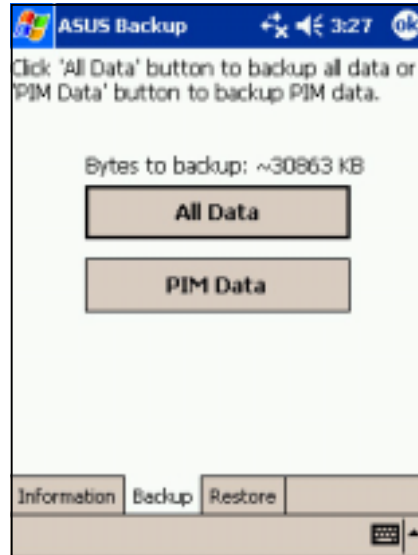 ASUS Backup 3:27 ok
Click 'All Data' button to backup all data or
'PIM Data' button to backup PIM data.
Bytes to backup: ~30863 KB
All Data
PIM Data
Information Backup Restore